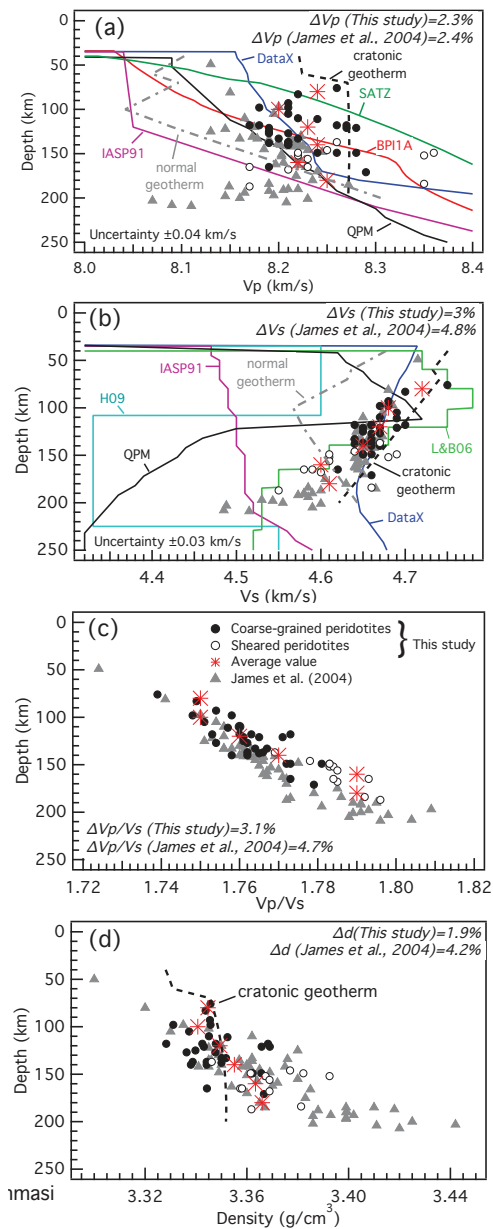 ΔVp (This study)=2.3%
(a)
ΔVp (James et al., 2004)=2.4%
0
50
100
150
200
250
Depth (km)
DataX
cratonic
geotherm
SATZ
IASP91
normal
geotherm
BPI1A
QPM
Uncertainty ±0.04 km/s
8.0
8.1
8.2
8.3
8.4
Vp (km/s)
(b)
ΔVs (This study)=3%
ΔVs (James et al., 2004)=4.8%
0
50
100
150
200
250
Depth (km)
IASP91
normal
geotherm
H09
QPM
L&B06
cratonic
geotherm
DataX
Uncertainty ±0.03 km/s
4.4
4.5
4.6
4.7
Vs (km/s)
(c)
0
50
100
150
200
250
Depth (km)
Coarse-grained peridotites
Sheared peridotites
} This study
Average value
James et al. (2004)
ΔVp/Vs (This study)=3.1%
ΔVp/Vs (James et al., 2004)=4.7%
1.72
1.74
1.76
1.78
1.80
1.82
Vp/Vs
(d)
Δd(This study)=1.9%
Δd (James et al., 2004)=4.2%
0
50
100
150
200
250
Depth (km)
cratonic geotherm
3.32
3.36
3.40
3.44
Density (g/cm³)